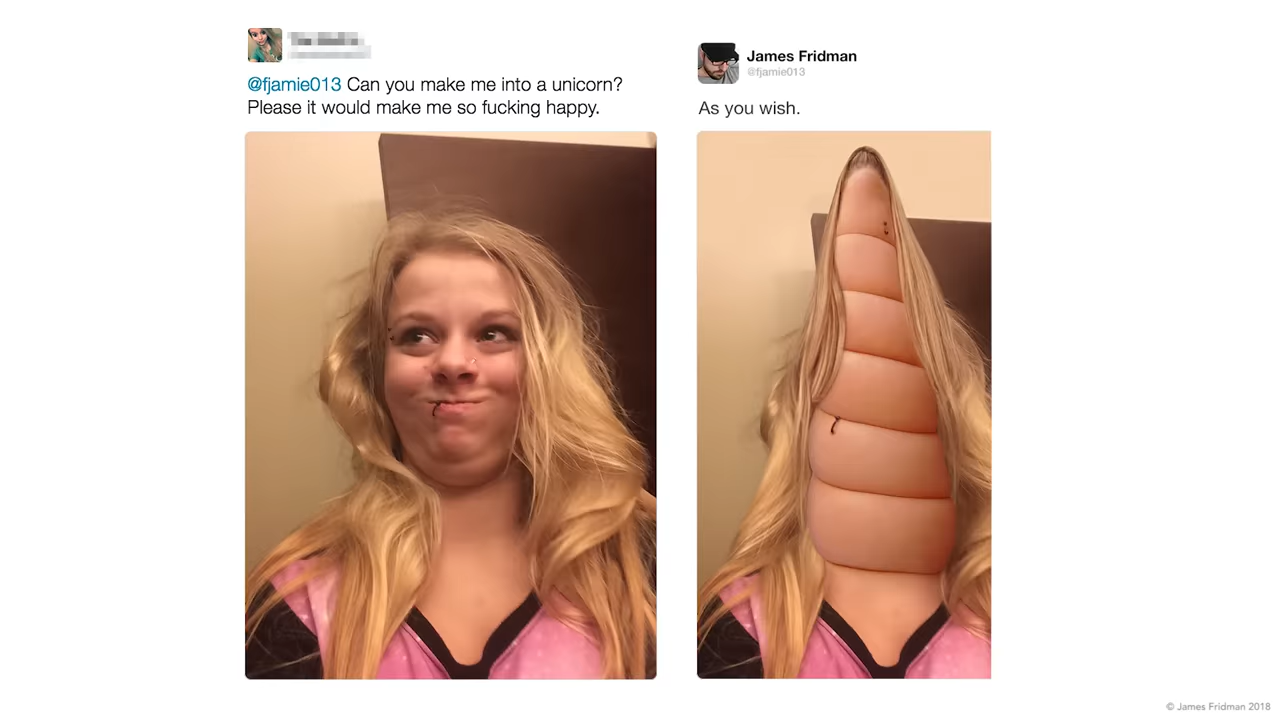 @fjamie013 Can you make me into a unicorn?
Please it would make me so fucking happy.
James Fridman
@fjamie013
As you wish.
© James Fridman 2018